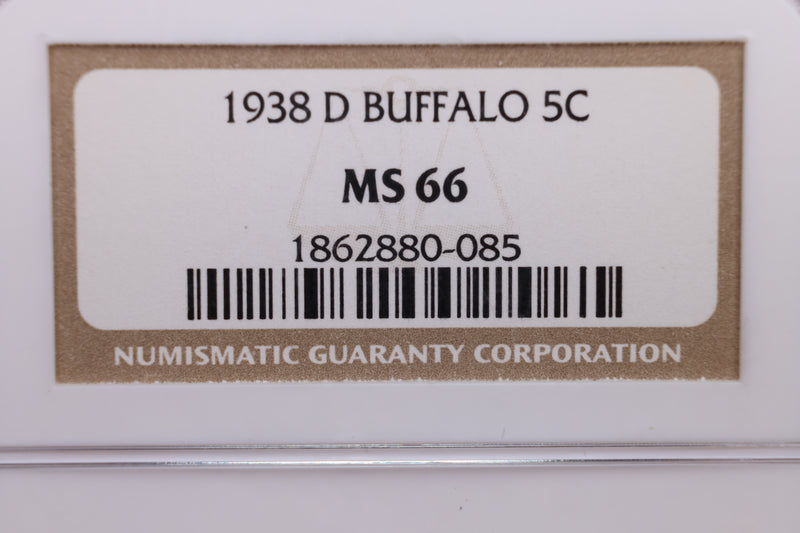 1938 D BUFFALO 5C
MS 66
1862880-085
NUMISMATIC GUARANTY CORPORATION